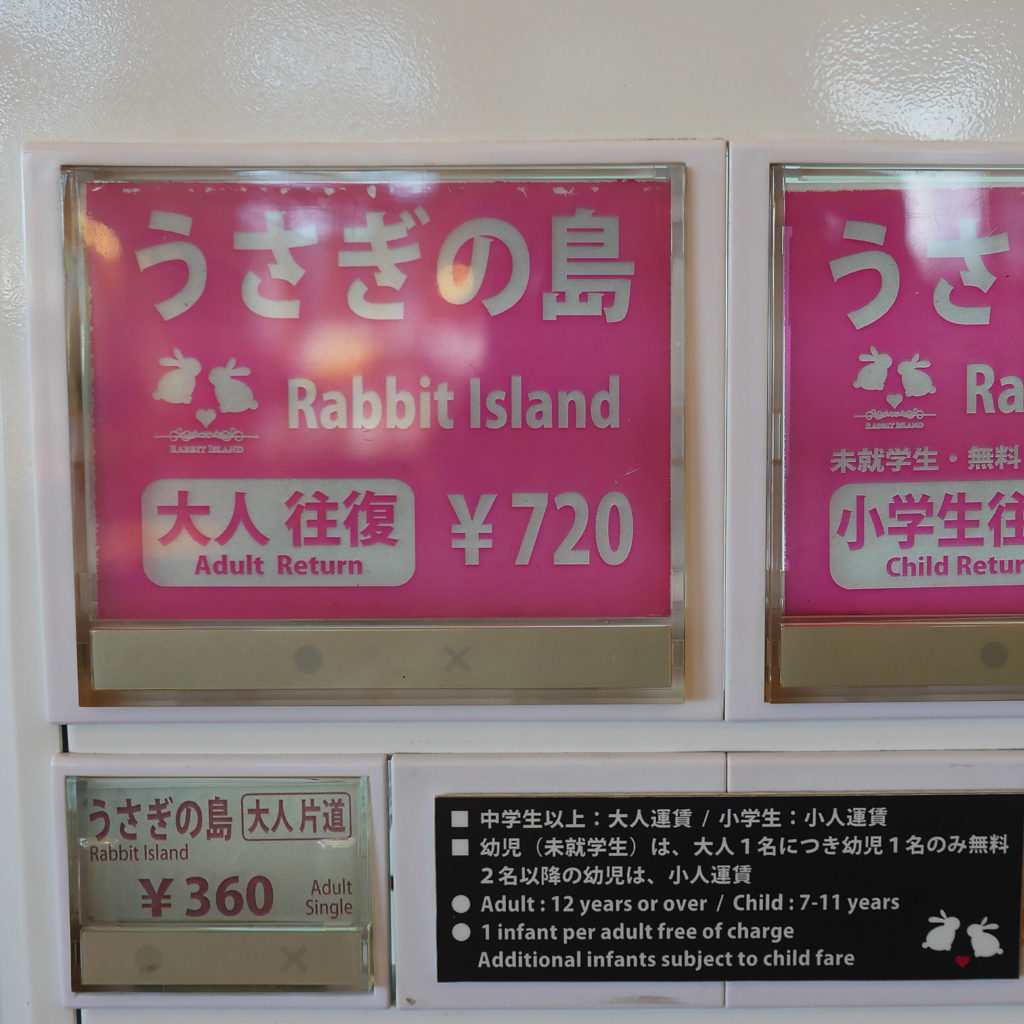 うさぎの島
Rabbit Island
RABBIT ISLAND
大人 往復
Adult Return
¥720
うさ
Ra
RABBIT ISLAND
未就学生・無料
小学生往
Child Retur
うさぎの島
大人片道
Rabbit Island
¥360
Adult
Single
■ 中学生以上：大人運賃 / 小学生：小人運賃
■ 幼児（未就学生）は、大人１名につき幼児１名のみ無料
２名以降の幼児は、小人運賃
● Adult : 12 years or over / Child : 7-11 years
● 1 infant per adult free of charge
Additional infants subject to child fare